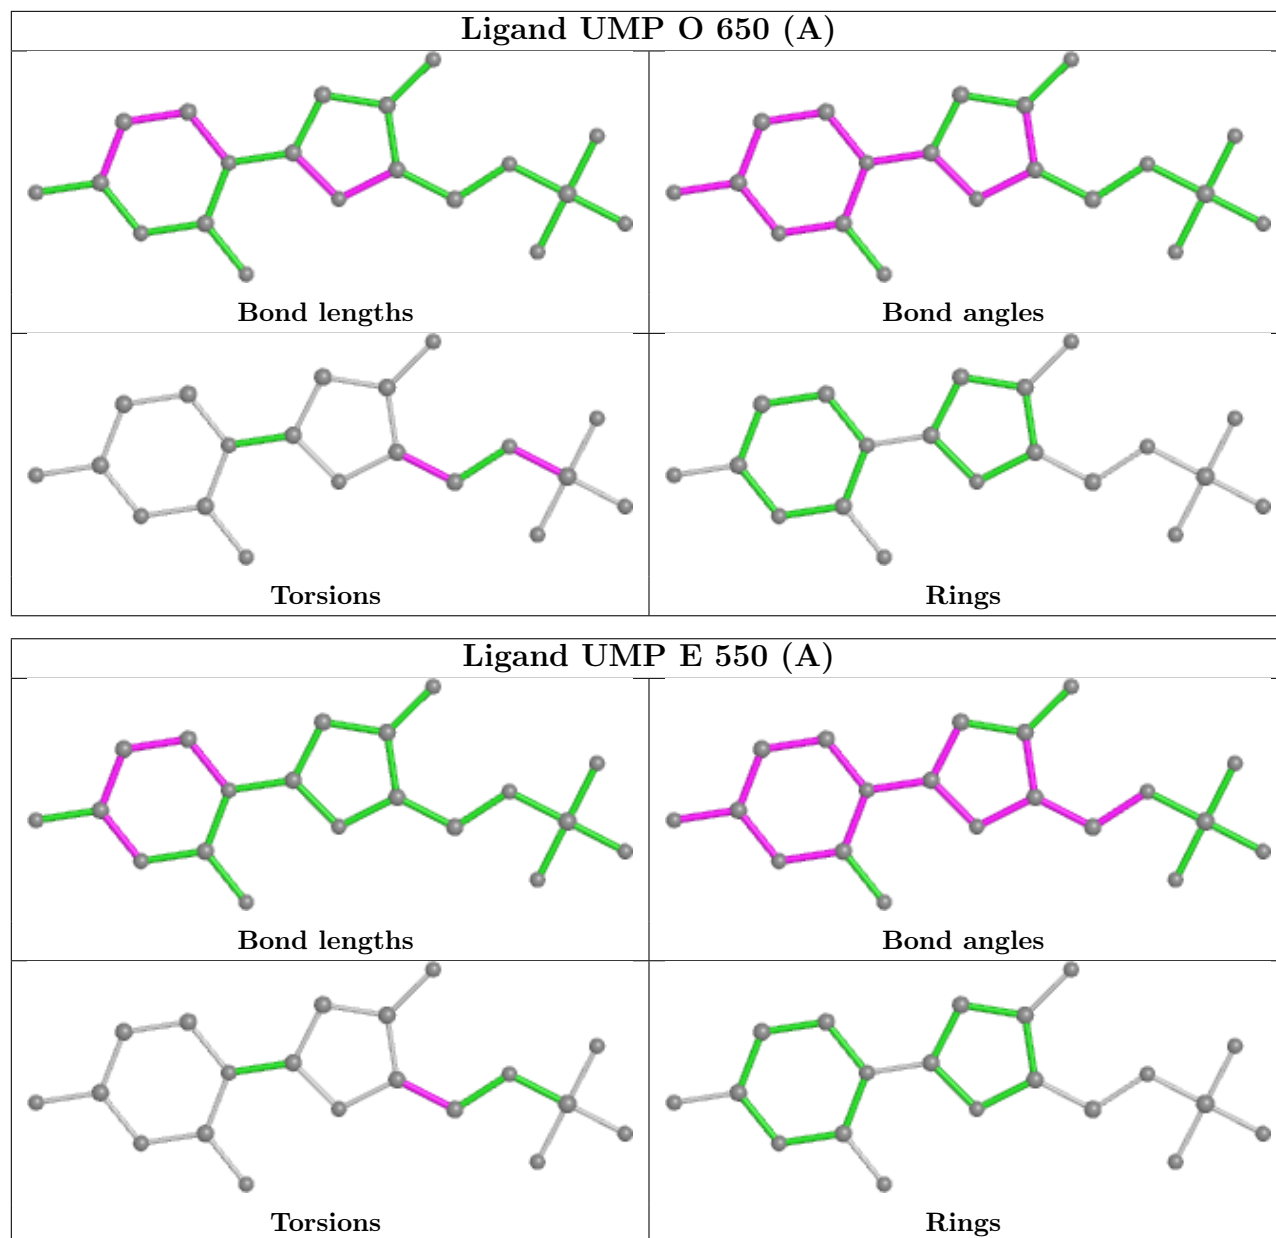 Ligand UMP O 650 (A)
Bond lengths
Bond angles
Torsions
Rings
Ligand UMP E 550 (A)
Bond lengths
Bond angles
Torsions
Rings